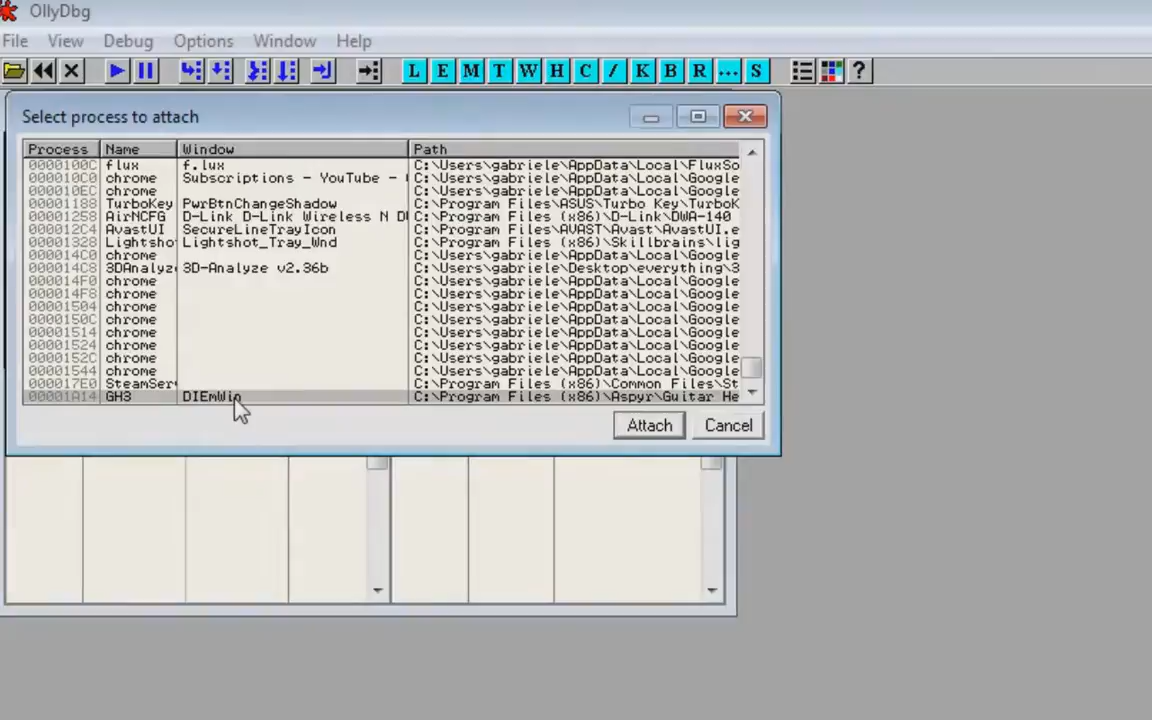 OllyDbg
File View Debug Options Window Help
L E M T W H C / K B R ... S ?
Select process to attach
Process Name Window Path
0000100C flux f.lux C:\Users\gabriele\AppData\Local\FluxSo
000010C0 chrome Subscriptions - YouTube - C:\Users\gabriele\AppData\Local\Google
000010EC chrome C:\Users\gabriele\AppData\Local\Google
00001188 TurboKey PwrBtnChangeShadow C:\Program Files\ASUS\Turbo Key\TurboK
00001258 AirNCFG D-Link D-Link Wireless N D C:\Program Files (x86)\D-Link\DWA-140
000012C4 AvastUI SecureLineTrayIcon C:\Program Files\AVAST\Avast\AvastUI.e
00001328 Lightshot Lightshot_Tray_Wnd C:\Program Files (x86)\Skillbrains\lig
000014C0 chrome C:\Users\gabriele\AppData\Local\Google
000014C8 3DAnalyze 3D-Analyze v2.36b C:\Users\gabriele\Desktop\everything\3
000014F0 chrome C:\Users\gabriele\AppData\Local\Google
000014F8 chrome C:\Users\gabriele\AppData\Local\Google
00001504 chrome C:\Users\gabriele\AppData\Local\Google
0000150C chrome C:\Users\gabriele\AppData\Local\Google
00001514 chrome C:\Users\gabriele\AppData\Local\Google
00001524 chrome C:\Users\gabriele\AppData\Local\Google
0000152C chrome C:\Users\gabriele\AppData\Local\Google
00001544 chrome C:\Users\gabriele\AppData\Local\Google
000017E0 SteamSer C:\Program Files (x86)\Common Files\St
00001A14 GH3 DIEmWin C:\Program Files (x86)\Aspyr\Guitar He
Attach Cancel